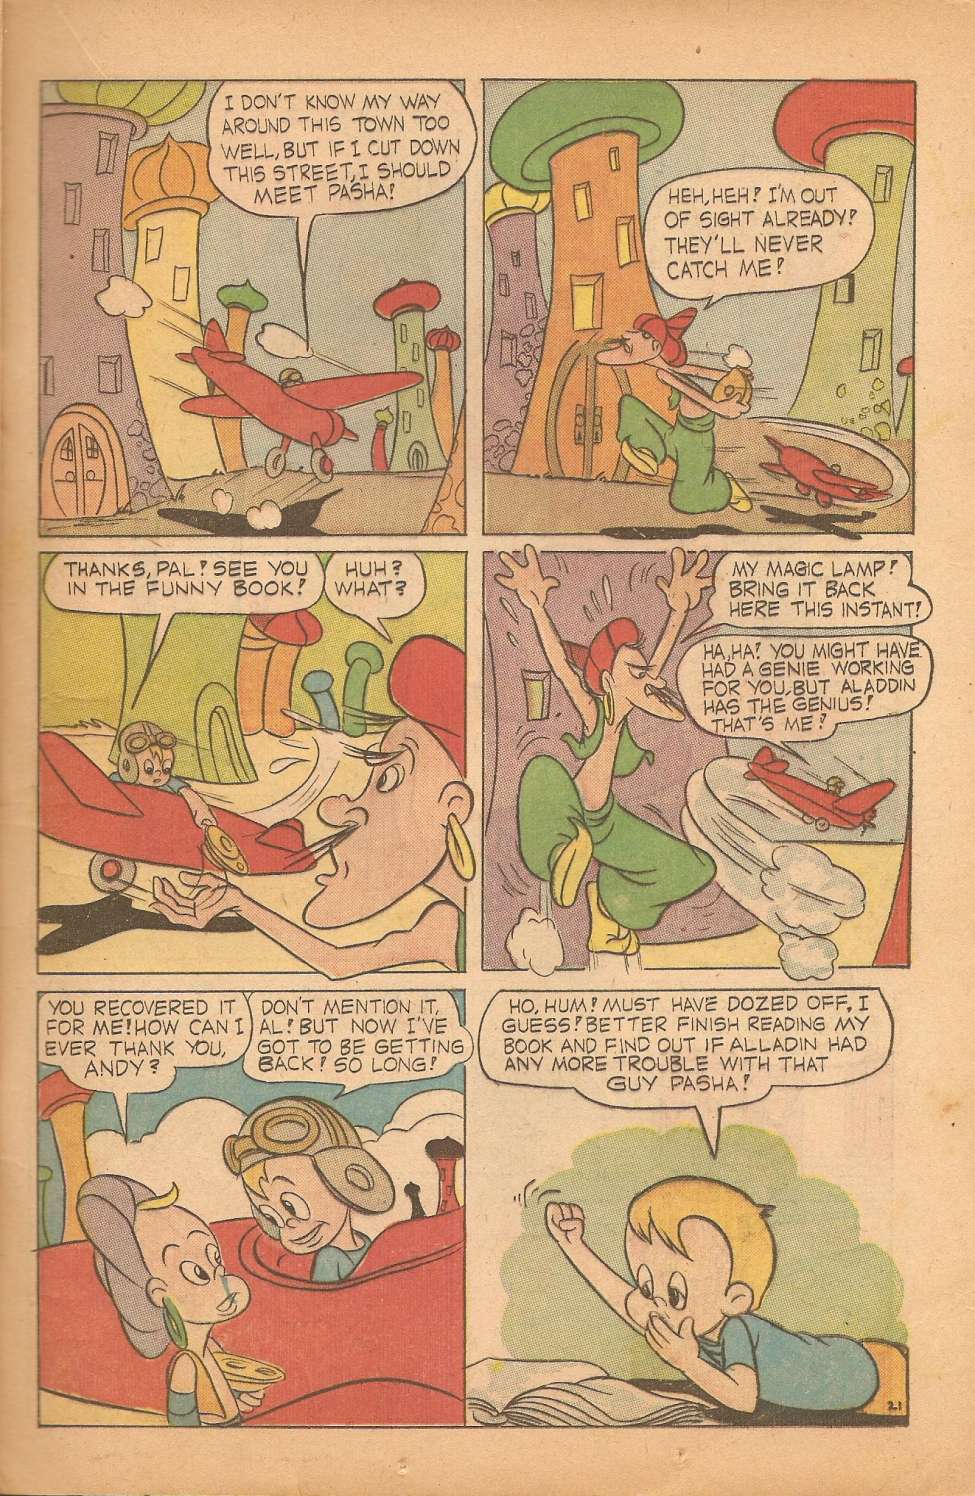 I DON'T KNOW MY WAY
AROUND THIS TOWN TOO
WELL, BUT IF I CUT DOWN
THIS STREET, I SHOULD
MEET PASHA!
HEH, HEH! I'M OUT
OF SIGHT ALREADY!
THEY'LL NEVER
CATCH ME!
THANKS, PAL! SEE YOU
IN THE FUNNY BOOK!
HUH?
WHAT?
MY MAGIC LAMP!
BRING IT BACK
HERE THIS INSTANT!
HA, HA! YOU MIGHT HAVE
HAD A GENIE WORKING
FOR YOU, BUT ALADDIN
HAS THE GENIUS!
THAT'S ME!
YOU RECOVERED IT
FOR ME! HOW CAN I
EVER THANK YOU,
ANDY?
DON'T MENTION IT,
AL! BUT NOW I'VE
GOT TO BE GETTING
BACK! SO LONG!
HO, HUM! MUST HAVE DOZED OFF, I
GUESS! BETTER FINISH READING MY
BOOK AND FIND OUT IF ALLADIN HAD
ANY MORE TROUBLE WITH THAT
GUY PASHA!
21